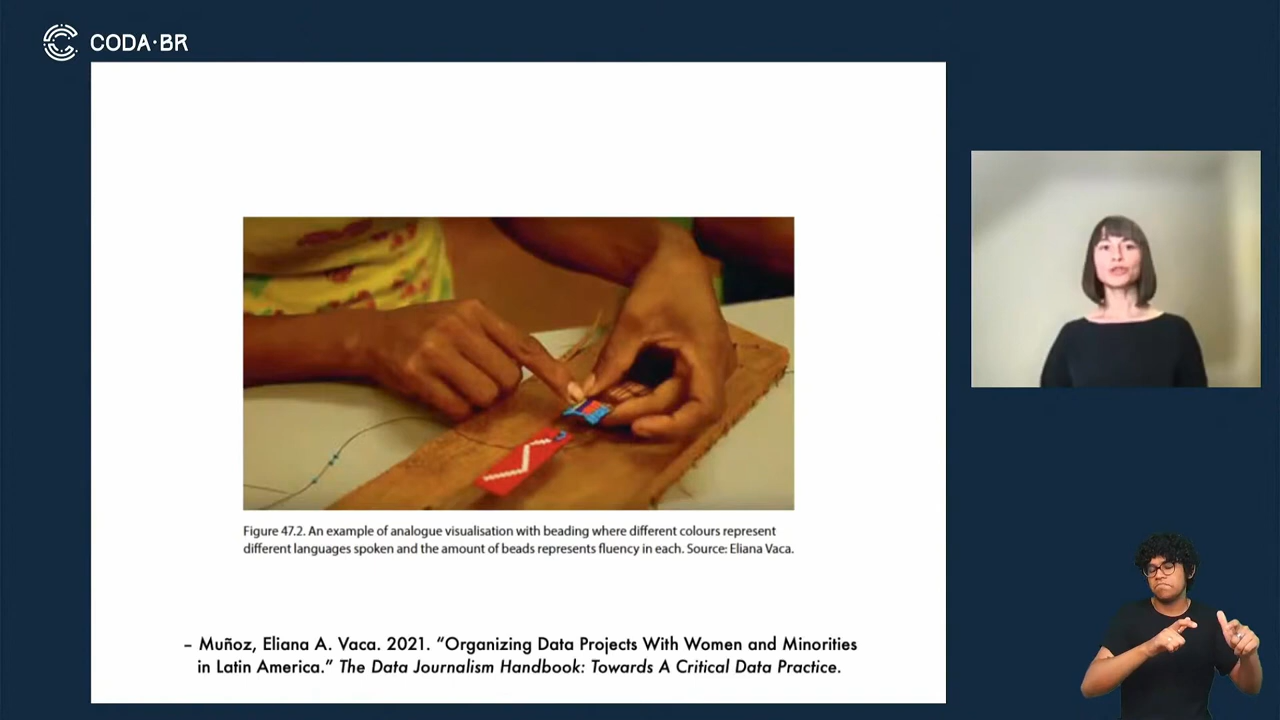 CODA·BR
Figure 47.2. An example of analogue visualisation with beading where different colours represent
different languages spoken and the amount of beads represents fluency in each. Source: Eliana Vaca.
– Muñoz, Eliana A. Vaca. 2021. “Organizing Data Projects With Women and Minorities
in Latin America.” The Data Journalism Handbook: Towards A Critical Data Practice.